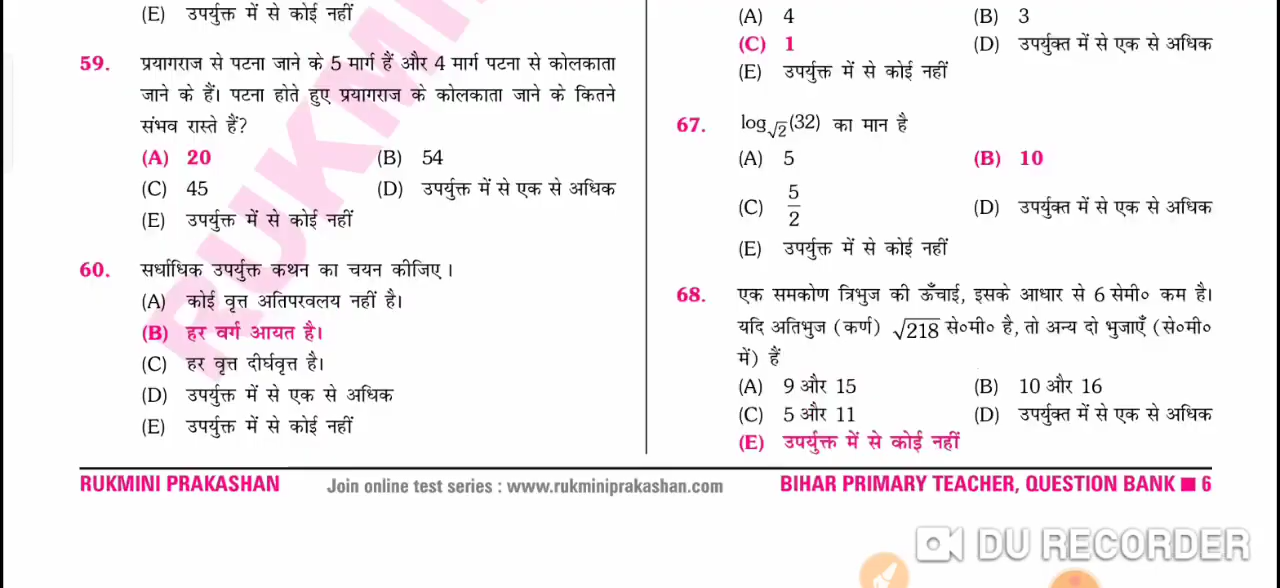 (E) उपर्युक्त में से कोई नहीं
59. प्रयागराज से पटना जाने के 5 मार्ग हैं और 4 मार्ग पटना से कोलकाता
जाने के हैं। पटना होते हुए प्रयागराज के कोलकाता जाने के कितने
संभव रास्ते हैं?
(A) 20 (B) 54
(C) 45 (D) उपर्युक्त में से एक से अधिक
(E) उपर्युक्त में से कोई नहीं
60. सर्धाधिक उपर्युक्त कथन का चयन कीजिए।
(A) कोई वृत्त अतिपरवलय नहीं है।
(B) हर वर्ग आयत है।
(C) हर वृत्त दीर्घवृत्त है।
(D) उपर्युक्त में से एक से अधिक
(E) उपर्युक्त में से कोई नहीं
(A) 4 (B) 3
(C) 1 (D) उपर्युक्त में से एक से अधिक
(E) उपर्युक्त में से कोई नहीं
67. log√2(32) का मान है
(A) 5 (B) 10
(C) 5/2 (D) उपर्युक्त में से एक से अधिक
(E) उपर्युक्त में से कोई नहीं
68. एक समकोण त्रिभुज की ऊँचाई, इसके आधार से 6 सेमी० कम है।
यदि अतिभुज (कर्ण) √218 से०मी० है, तो अन्य दो भुजाएँ (से०मी०
में) हैं
(A) 9 और 15 (B) 10 और 16
(C) 5 और 11 (D) उपर्युक्त में से एक से अधिक
(E) उपर्युक्त में से कोई नहीं
RUKMINI PRAKASHAN Join online test series : www.rukminiprakashan.com BIHAR PRIMARY TEACHER, QUESTION BANK ■ 6
DU RECORDER
RUKMIN